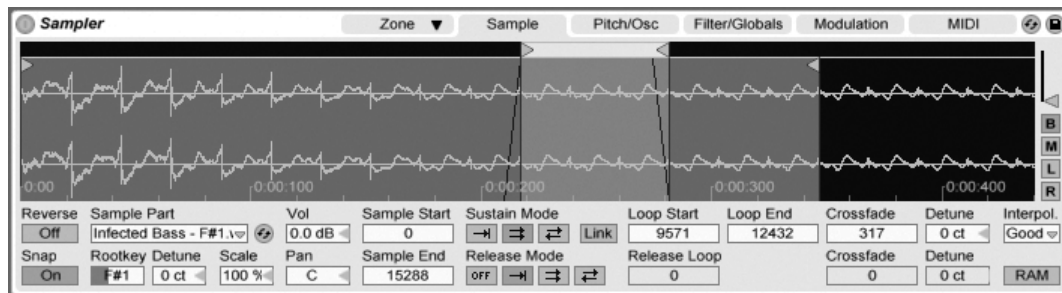 Sampler Zone ▼ Sample Pitch/Osc Filter/Globals Modulation MIDI
B
M
L
R
0:00 0:00:100 0:00:200 0:00:300 0:00:400
Reverse Sample Part Vol Sample Start Sustain Mode Loop Start Loop End Crossfade Detune Interpol.
Off Infected Bass - F#1. 0.0 dB 0 Link 9571 12432 317 0 ct Good
Snap Rootkey Detune Scale Pan Sample End Release Mode Release Loop Crossfade Detune
On F#1 0 ct 100 % C 15288 OFF 0 0 0 ct RAM